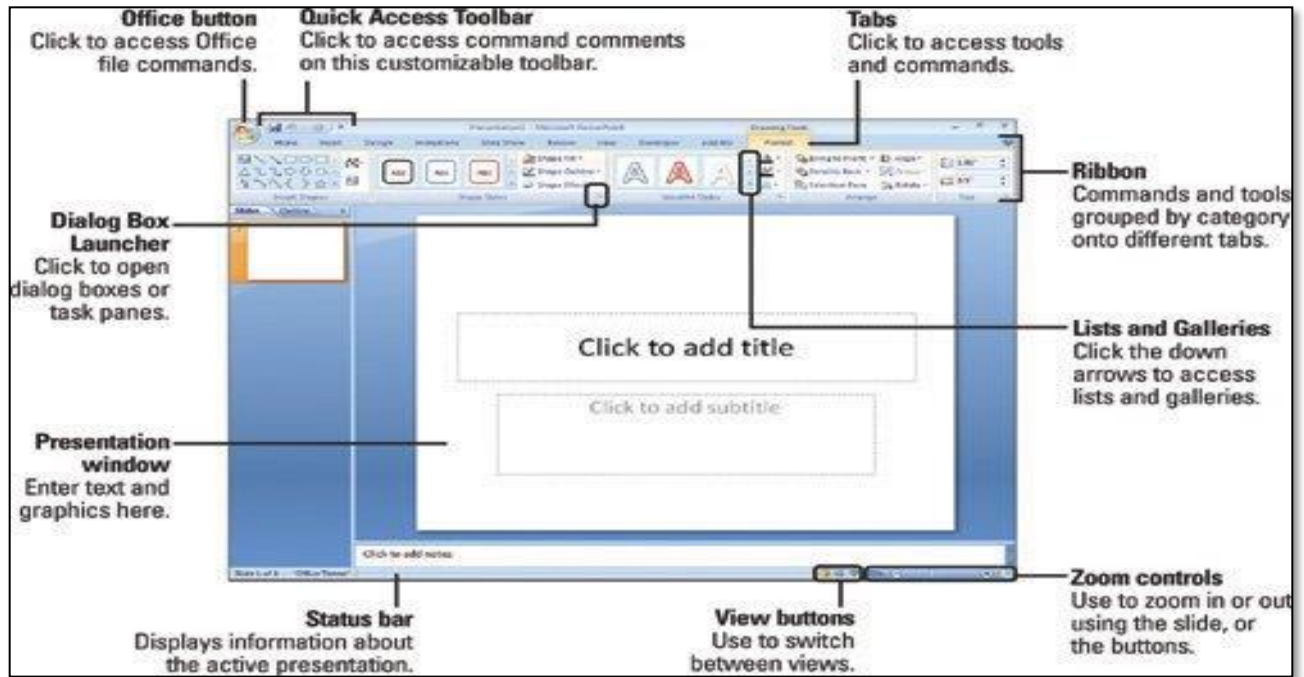 Office button
Click to access Office
file commands.
Quick Access Toolbar
Click to access command comments
on this customizable toolbar.
Tabs
Click to access tools
and commands.
Ribbon
Commands and tools
grouped by category
onto different tabs.
Dialog Box
Launcher
Click to open
dialog boxes or
task panes.
Lists and Galleries
Click the down
arrows to access
lists and galleries.
Click to add title
Click to add subtitle
Presentation
window
Enter text and
graphics here.
Click to add notes
Status bar
Displays information about
the active presentation.
View buttons
Use to switch
between views.
Zoom controls
Use to zoom in or out
using the slide, or
the buttons.